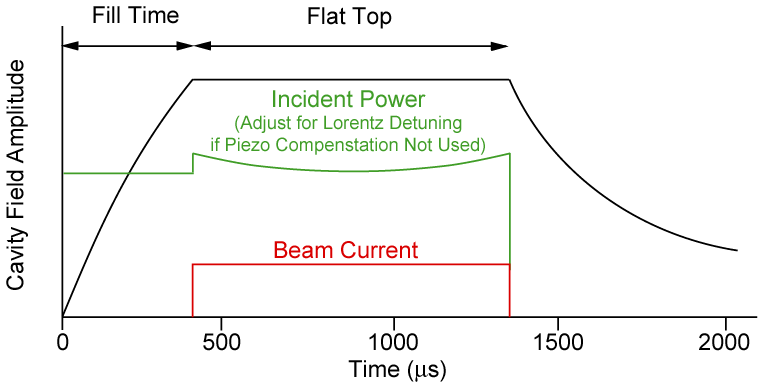 Fill Time
Flat Top
Incident Power
(Adjust for Lorentz Detuning
if Piezo Compenstation Not Used)
Beam Current
Cavity Field Amplitude
0
500
1000
1500
2000
Time (μs)